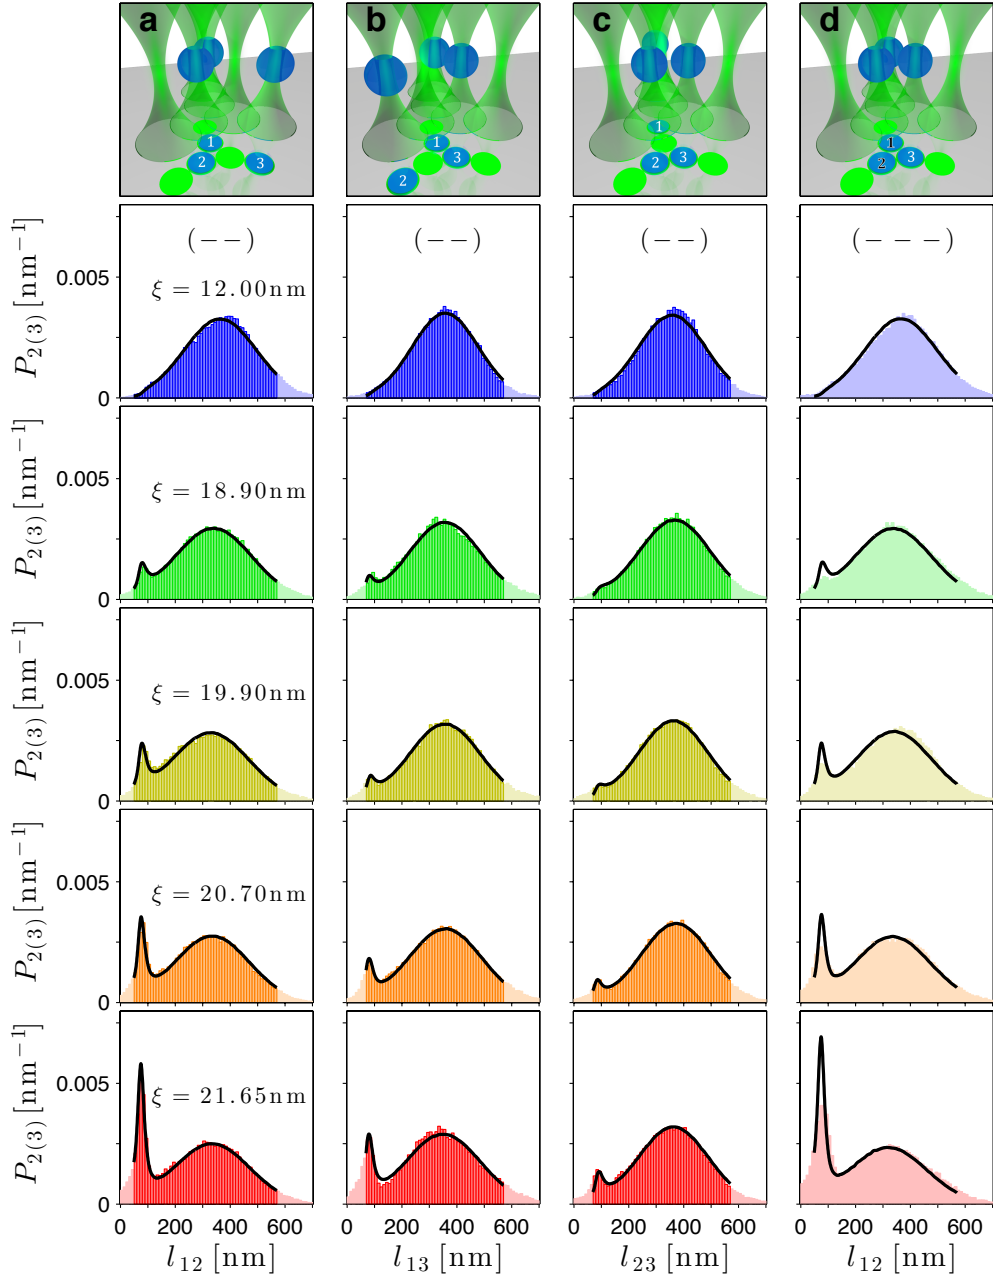 a b c d
1 2 3
1 2 3
1 2 3
1 2 3
P₂₍₃₎ [nm⁻¹]
0.005
0
(−−) (−−) (−−) (−−−)
ξ = 12.00nm
P₂₍₃₎ [nm⁻¹]
0.005
0
ξ = 18.90nm
P₂₍₃₎ [nm⁻¹]
0.005
0
ξ = 19.90nm
P₂₍₃₎ [nm⁻¹]
0.005
0
ξ = 20.70nm
P₂₍₃₎ [nm⁻¹]
0.005
0
ξ = 21.65nm
0 200 400 600 0 200 400 600 0 200 400 600 0 200 400 600
l₁₂ [nm] l₁₃ [nm] l₂₃ [nm] l₁₂ [nm]